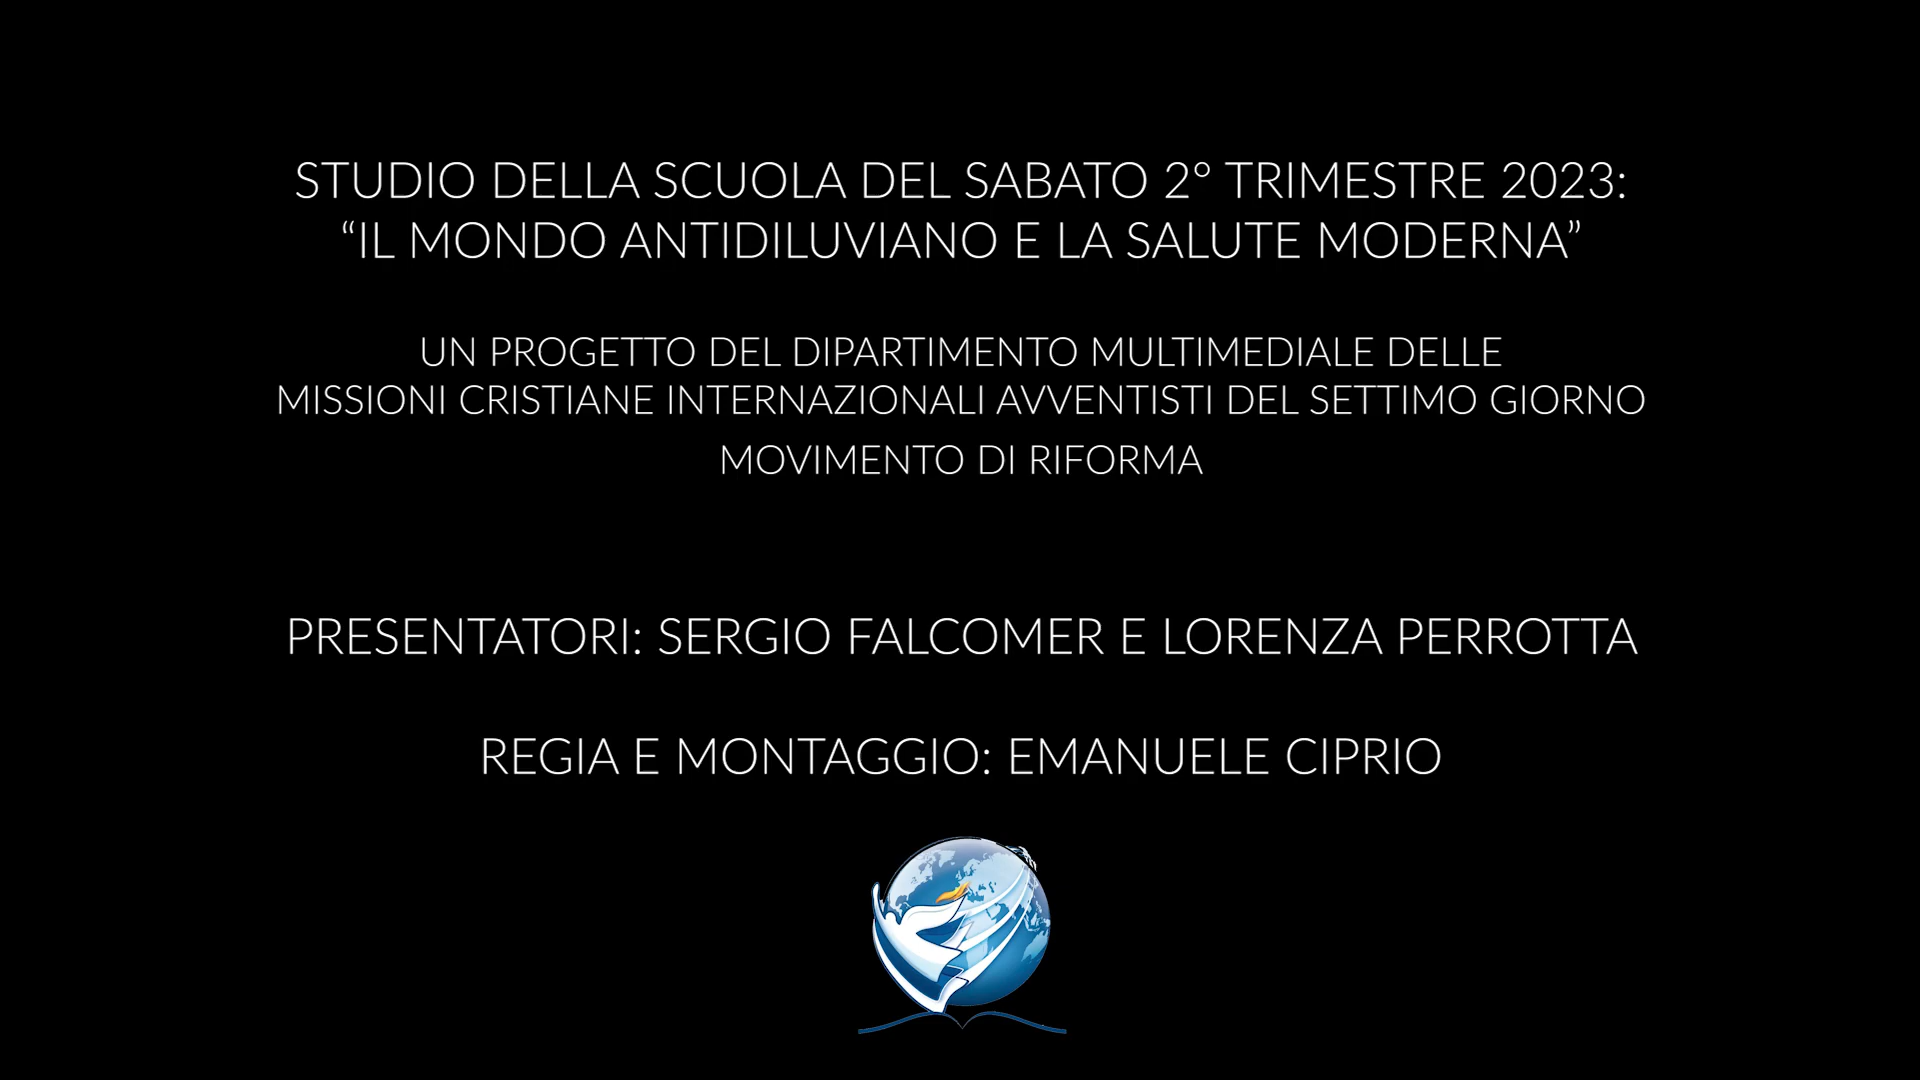 STUDIO DELLA SCUOLA DEL SABATO 2° TRIMESTRE 2023:
“IL MONDO ANTIDILUVIANO E LA SALUTE MODERNA”
UN PROGETTO DEL DIPARTIMENTO MULTIMEDIALE DELLE
MISSIONI CRISTIANE INTERNAZIONALI AVVENTISTI DEL SETTIMO GIORNO
MOVIMENTO DI RIFORMA
PRESENTATORI: SERGIO FALCOMER E LORENZA PERROTTA
REGIA E MONTAGGIO: EMANUELE CIPRIO